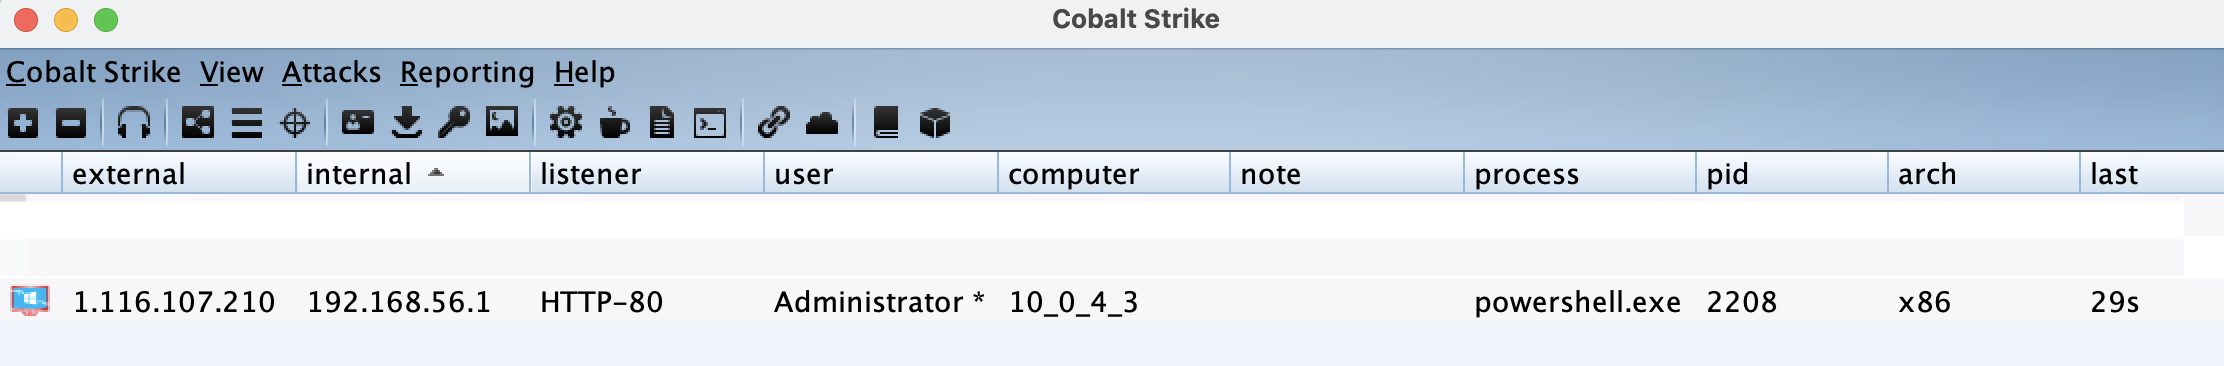 Cobalt Strike
Cobalt Strike View Attacks Reporting Help
external internal listener user computer note process pid arch last
1.116.107.210 192.168.56.1 HTTP-80 Administrator * 10_0_4_3 powershell.exe 2208 x86 29s